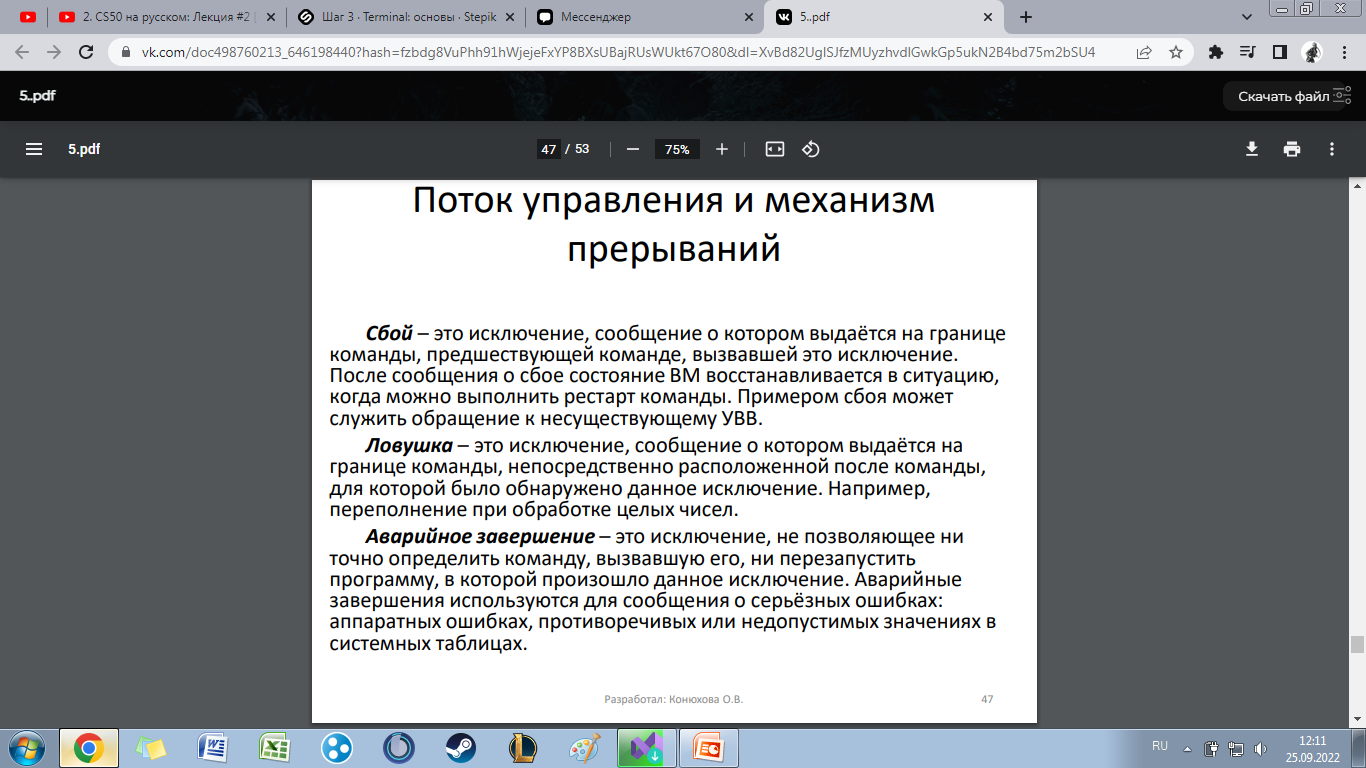 2. CS50 на русском: Лекция #2
Шаг 3 · Terminal: основы · Stepik
Мессенджер
5..pdf
vk.com/doc498760213_646198440?hash=fzbdg8VuPhh91hWjejeFxYP8BXsUBajRUsWUkt67O80&dl=XvBd82UgISJfzMUyzhvdIGwkGp5ukN2B4bd75m2bSU4
5..pdf
Скачать файл
5.pdf
47 / 53
75%
Поток управления и механизм
прерываний
Сбой – это исключение, сообщение о котором выдаётся на границе
команды, предшествующей команде, вызвавшей это исключение.
После сообщения о сбое состояние ВМ восстанавливается в ситуацию,
когда можно выполнить рестарт команды. Примером сбоя может
служить обращение к несуществующему УВВ.
Ловушка – это исключение, сообщение о котором выдаётся на
границе команды, непосредственно расположенной после команды,
для которой было обнаружено данное исключение. Например,
переполнение при обработке целых чисел.
Аварийное завершение – это исключение, не позволяющее ни
точно определить команду, вызвавшую его, ни перезапустить
программу, в которой произошло данное исключение. Аварийные
завершения используются для сообщения о серьёзных ошибках:
аппаратных ошибках, противоречивых или недопустимых значениях в
системных таблицах.
Разработал: Конюхова О.В.
47
RU
12:11
25.09.2022